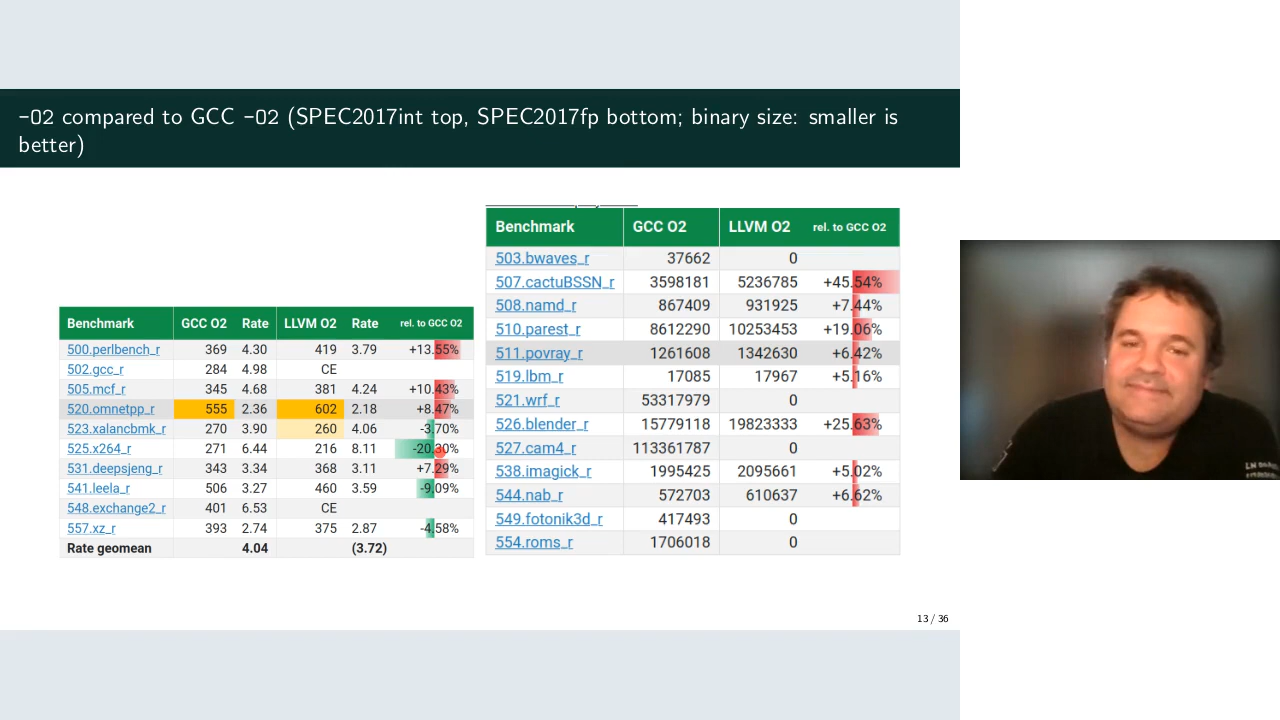 -O2 compared to GCC -O2 (SPEC2017int top, SPEC2017fp bottom; binary size: smaller is
better)
Benchmark GCC O2 Rate LLVM O2 Rate rel. to GCC O2
500.perlbench_r 369 4.30 419 3.79 +13.55%
502.gcc_r 284 4.98 CE
505.mcf_r 345 4.68 381 4.24 +10.43%
520.omnetpp_r 555 2.36 602 2.18 +8.47%
523.xalancbmk_r 270 3.90 260 4.06 -3.70%
525.x264_r 271 6.44 216 8.11 -20.30%
531.deepsjeng_r 343 3.34 368 3.11 +7.29%
541.leela_r 506 3.27 460 3.59 -9.09%
548.exchange2_r 401 6.53 CE
557.xz_r 393 2.74 375 2.87 -4.58%
Rate geomean 4.04 (3.72)
Benchmark GCC O2 LLVM O2 rel. to GCC O2
503.bwaves_r 37662 0
507.cactuBSSN_r 3598181 5236785 +45.54%
508.namd_r 867409 931925 +7.44%
510.parest_r 8612290 10253453 +19.06%
511.povray_r 1261608 1342630 +6.42%
519.lbm_r 17085 17967 +5.16%
521.wrf_r 53317979 0
526.blender_r 15779118 19823333 +25.63%
527.cam4_r 113361787 0
538.imagick_r 1995425 2095661 +5.02%
544.nab_r 572703 610637 +6.62%
549.fotonik3d_r 417493 0
554.roms_r 1706018 0
13 / 36